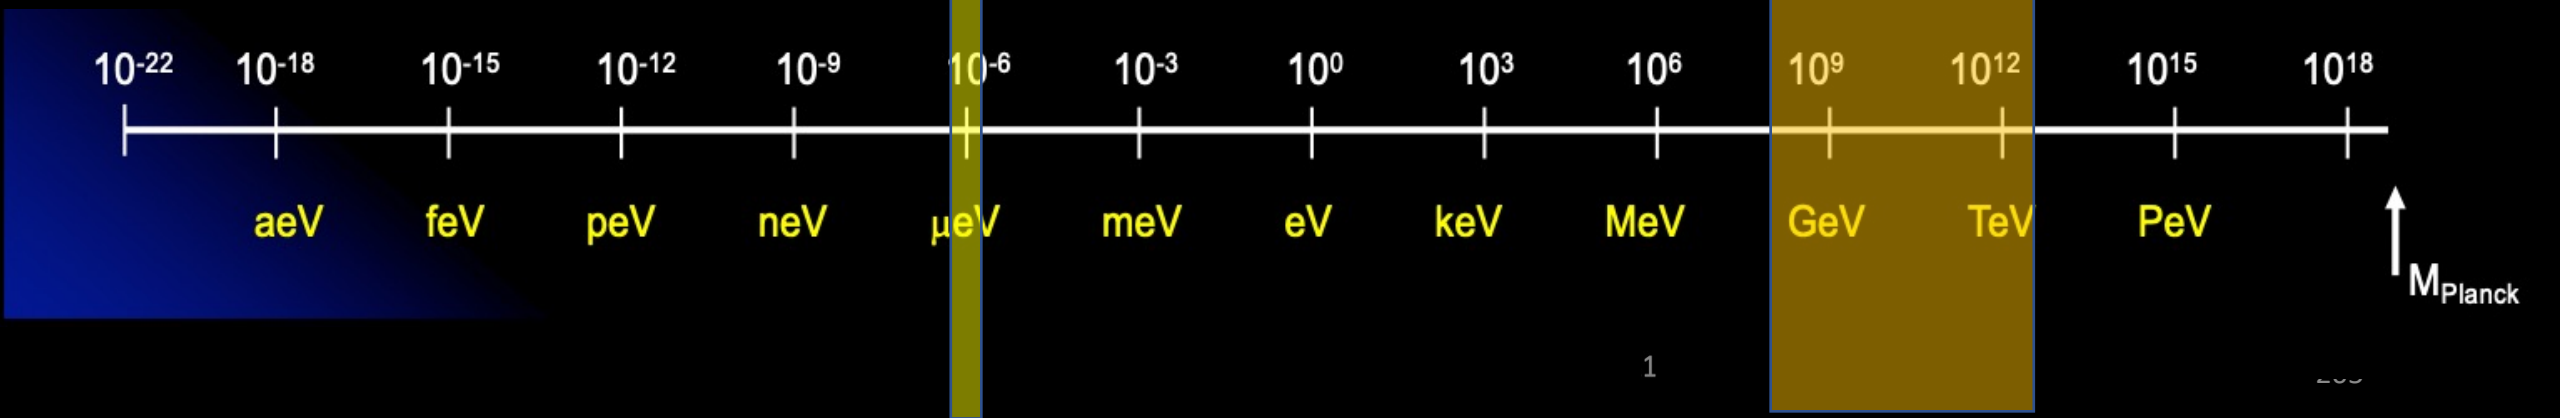 10⁻²² 10⁻¹⁸ 10⁻¹⁵ 10⁻¹² 10⁻⁹ 10⁻⁶ 10⁻³ 10⁰ 10³ 10⁶ 10⁹ 10¹² 10¹⁵ 10¹⁸
aeV feV peV neV μeV meV eV keV MeV GeV TeV PeV
M_Planck
1